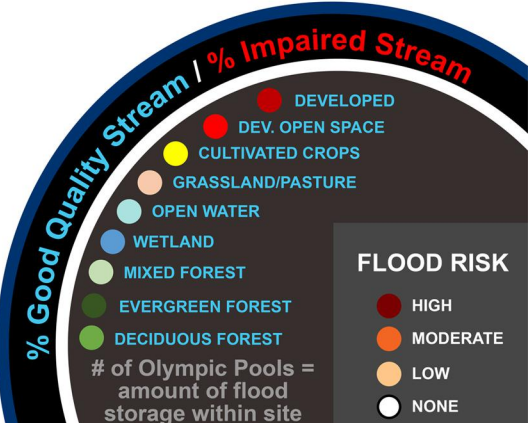 % Good Quality Stream / % Impaired Stream
DEVELOPED
DEV. OPEN SPACE
CULTIVATED CROPS
GRASSLAND/PASTURE
OPEN WATER
WETLAND
MIXED FOREST
EVERGREEN FOREST
DECIDUOUS FOREST
# of Olympic Pools =
amount of flood
storage within site
FLOOD RISK
HIGH
MODERATE
LOW
NONE